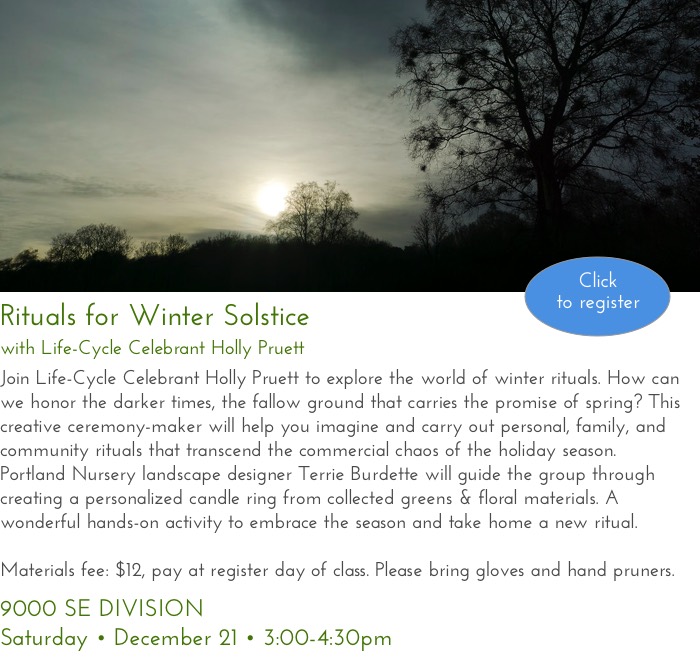 Click
to register
Rituals for Winter Solstice
with Life-Cycle Celebrant Holly Pruett
Join Life-Cycle Celebrant Holly Pruett to explore the world of winter rituals. How can
we honor the darker times, the fallow ground that carries the promise of spring? This
creative ceremony-maker will help you imagine and carry out personal, family, and
community rituals that transcend the commercial chaos of the holiday season.
Portland Nursery landscape designer Terrie Burdette will guide the group through
creating a personalized candle ring from collected greens & floral materials. A
wonderful hands-on activity to embrace the season and take home a new ritual.
Materials fee: $12, pay at register day of class. Please bring gloves and hand pruners.
9000 SE DIVISION
Saturday • December 21 • 3:00-4:30pm